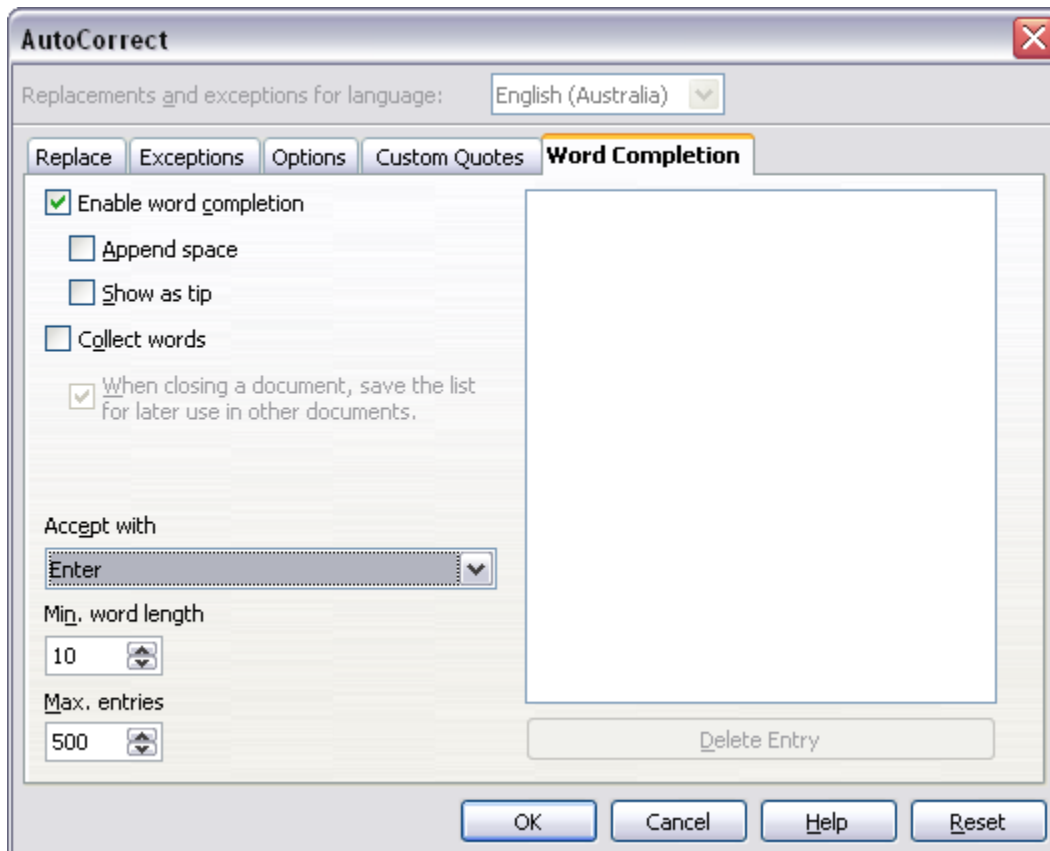 AutoCorrect
Replacements and exceptions for language:
English (Australia)
Replace
Exceptions
Options
Custom Quotes
Word Completion
Enable word completion
Append space
Show as tip
Collect words
When closing a document, save the list
for later use in other documents.
Accept with
Enter
Min. word length
10
Max. entries
500
Delete Entry
OK
Cancel
Help
Reset